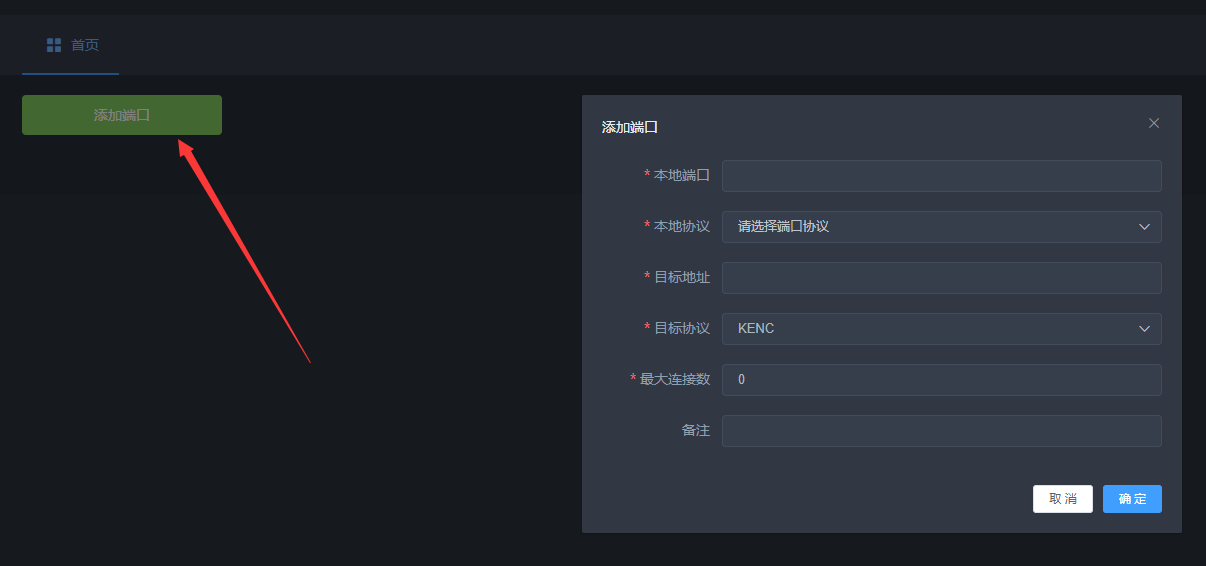 首页
添加端口
添加端口
* 本地端口
* 本地协议 请选择端口协议
* 目标地址
* 目标协议 KENC
* 最大连接数 0
备注
取 消 确 定